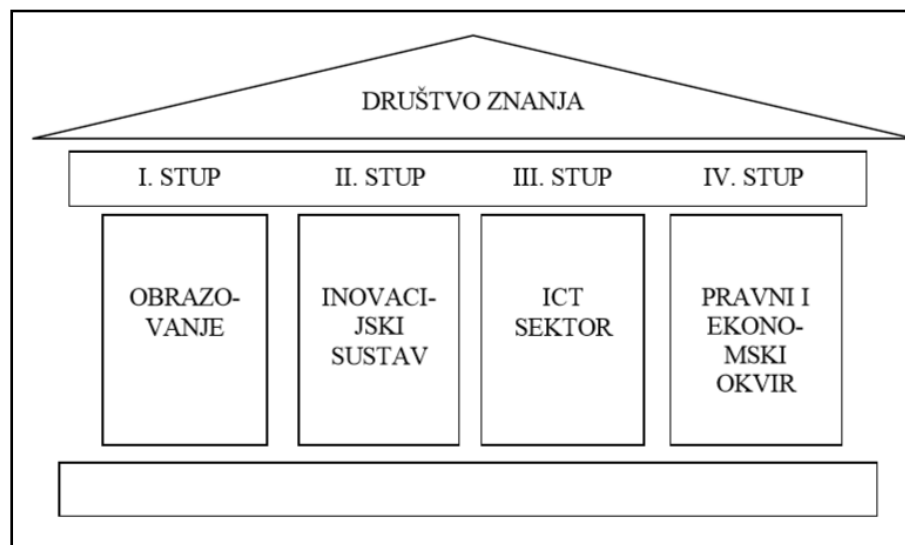 DRUŠTVO ZNANJA
I. STUP II. STUP III. STUP IV. STUP
OBRAZO-
VANJE
INOVACI-
JSKI
SUSTAV
ICT
SEKTOR
PRAVNI I
EKONO-
MSKI
OKVIR